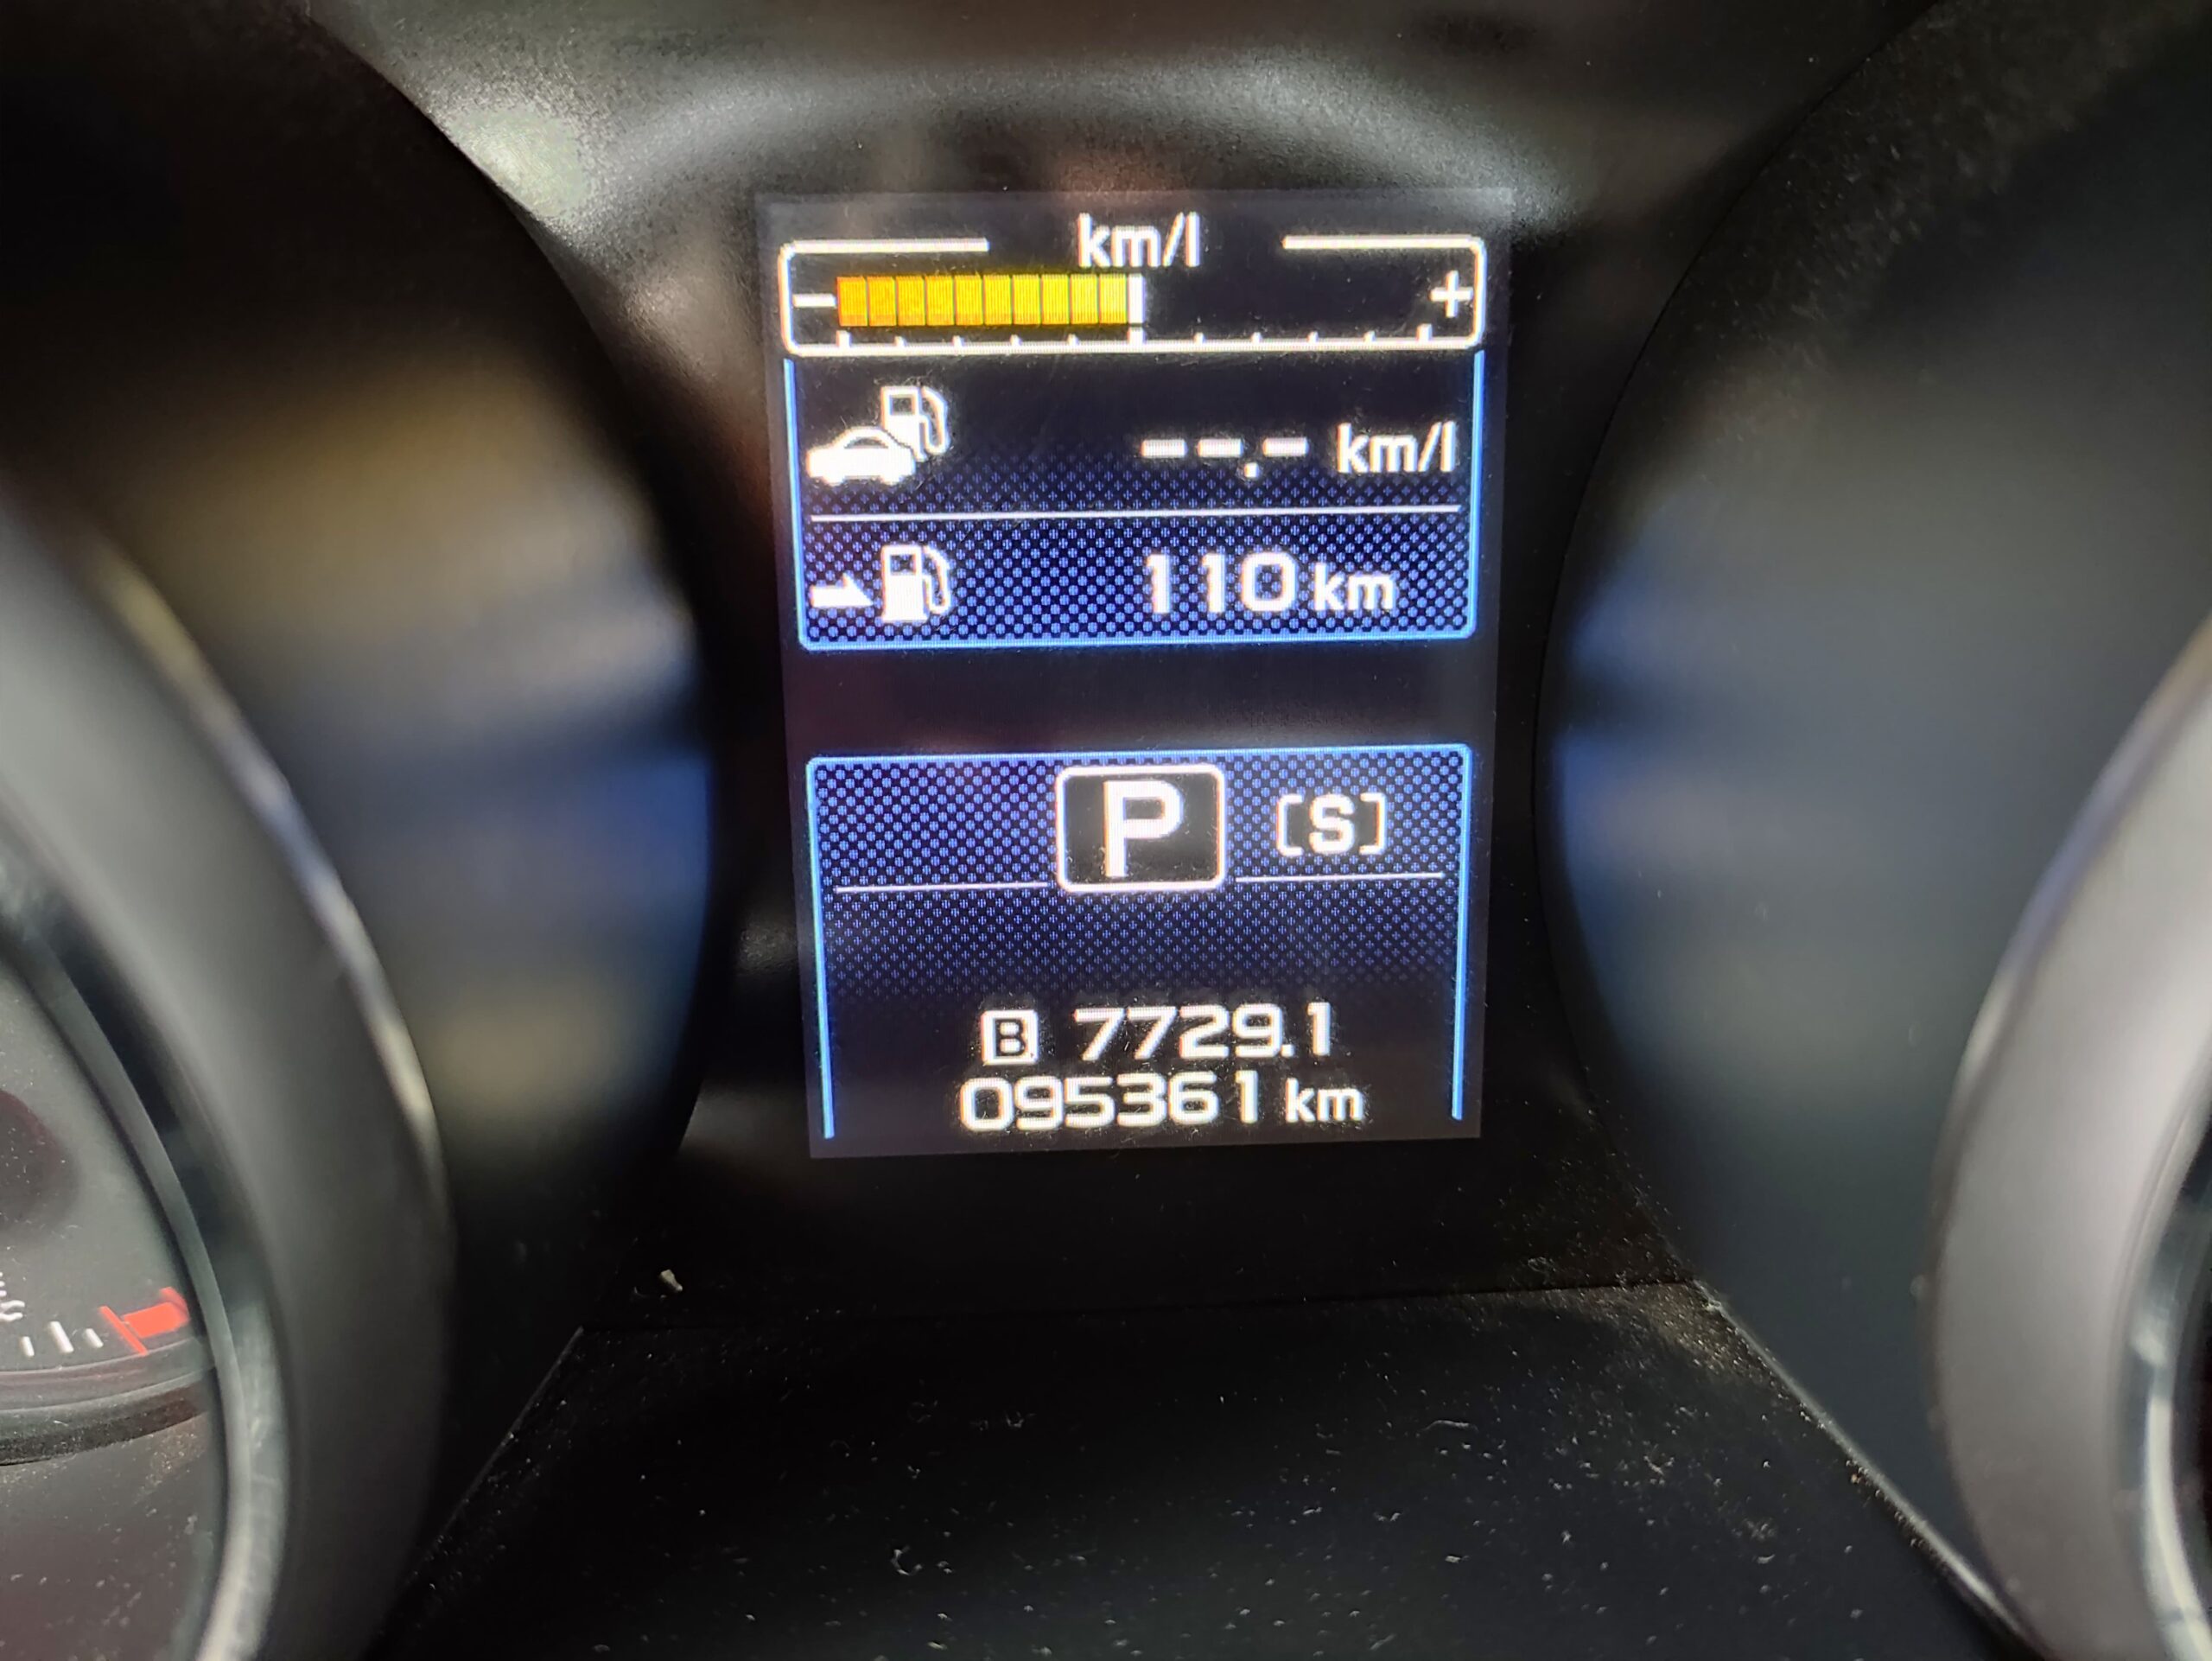 km/l
- +
--.- km/l
110 km
P [S]
B 7729.1
095361 km